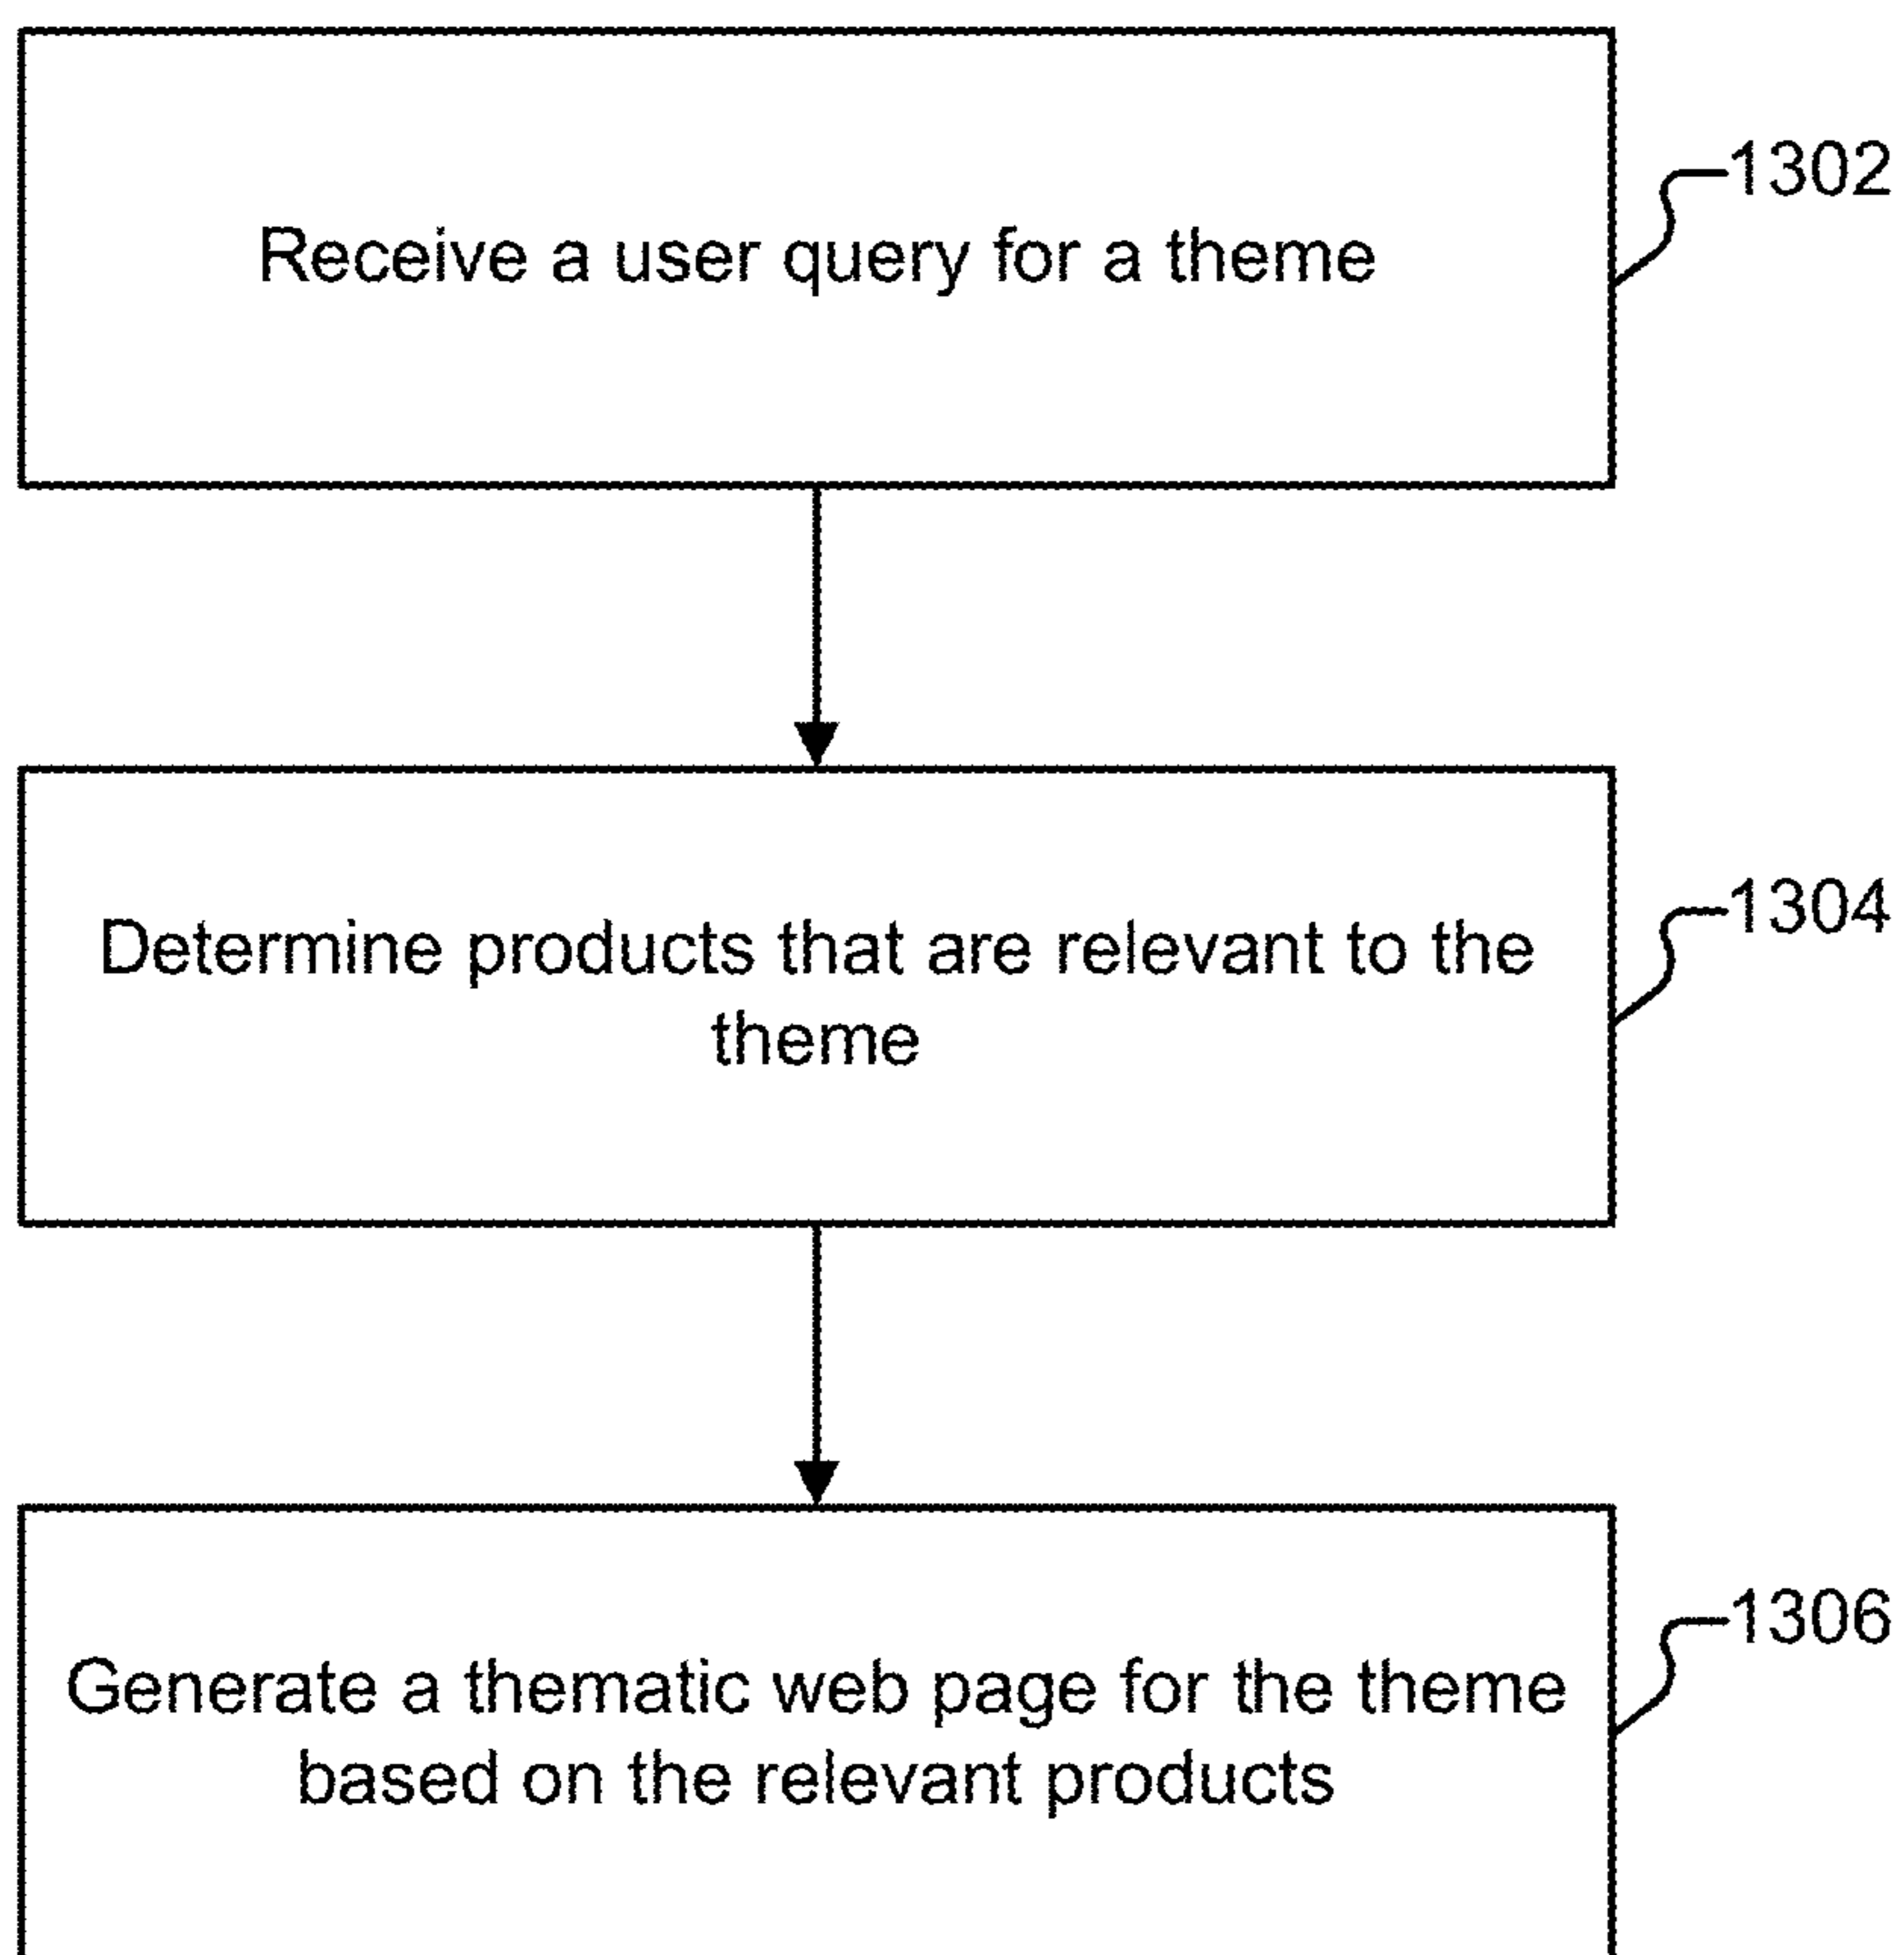 Receive a user query for a theme
1302
Determine products that are relevant to the
theme
1304
Generate a thematic web page for the theme
based on the relevant products
1306